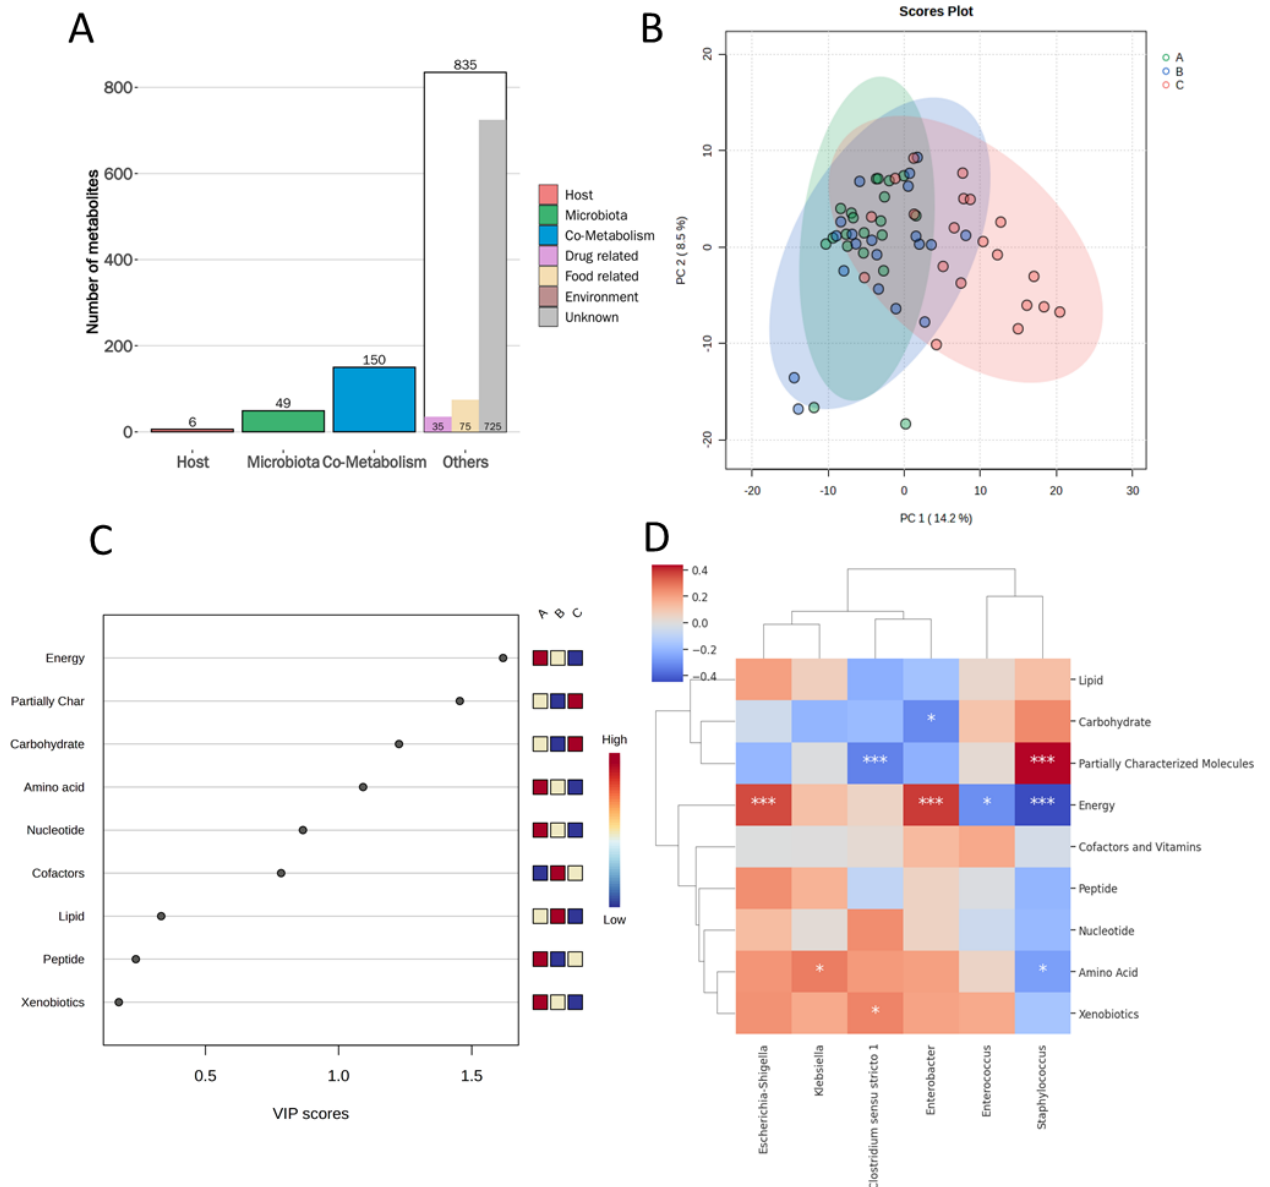 A
Number of metabolites
800
600
400
200
0
6
49
150
835
35
75
725
Host
Microbiota
Co-Metabolism
Others
Host
Microbiota
Co-Metabolism
Drug related
Food related
Environment
Unknown
B
Scores Plot
PC 2 ( 8.5 %)
20
10
0
-10
-20
-20
-10
0
10
20
30
PC 1 ( 14.2 %)
A
B
C
C
A B C
Energy
Partially Char
Carbohydrate
Amino acid
Nucleotide
Cofactors
Lipid
Peptide
Xenobiotics
0.5
1.0
1.5
VIP scores
High
Low
D
0.4
0.2
0.0
−0.2
−0.4
Lipid
Carbohydrate
*
Partially Characterized Molecules
*** ***
Energy
*** *** * ***
Cofactors and Vitamins
Peptide
Nucleotide
Amino Acid
* *
Xenobiotics
*
Escherichia-Shigella
Klebsiella
Clostridium sensu stricto 1
Enterobacter
Enterococcus
Staphylococcus